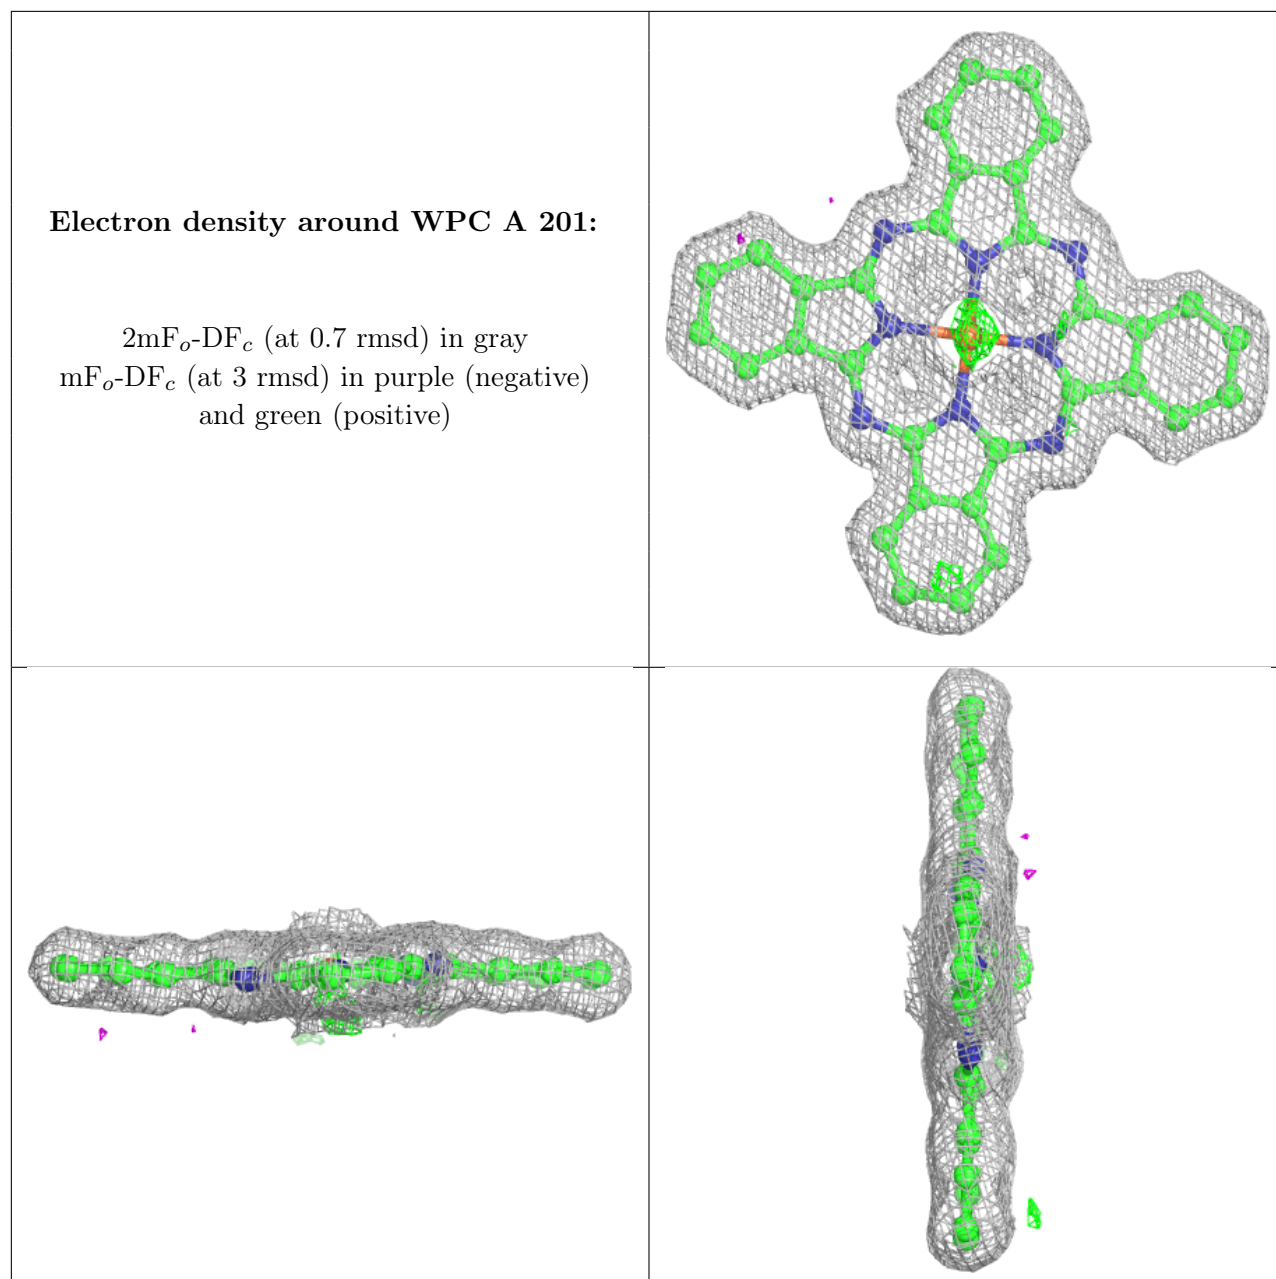 Electron density around WPC A 201:
2mFₒ-DF𝒸 (at 0.7 rmsd) in gray
mFₒ-DF𝒸 (at 3 rmsd) in purple (negative)
and green (positive)